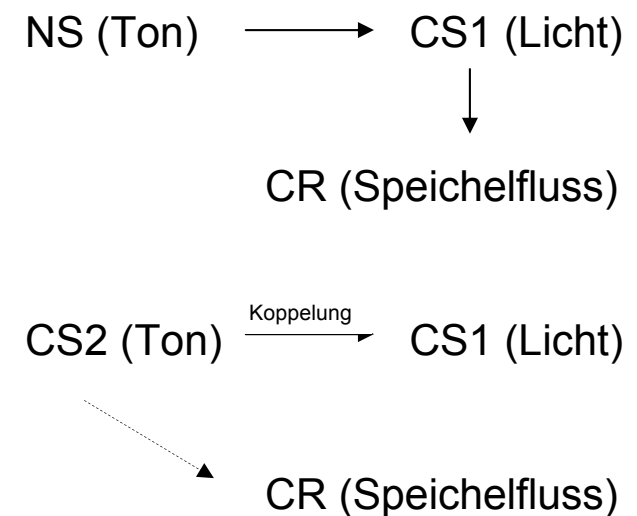 NS (Ton) CS1 (Licht)
CR (Speichelfluss)
Koppelung
CS2 (Ton) CS1 (Licht)
CR (Speichelfluss)